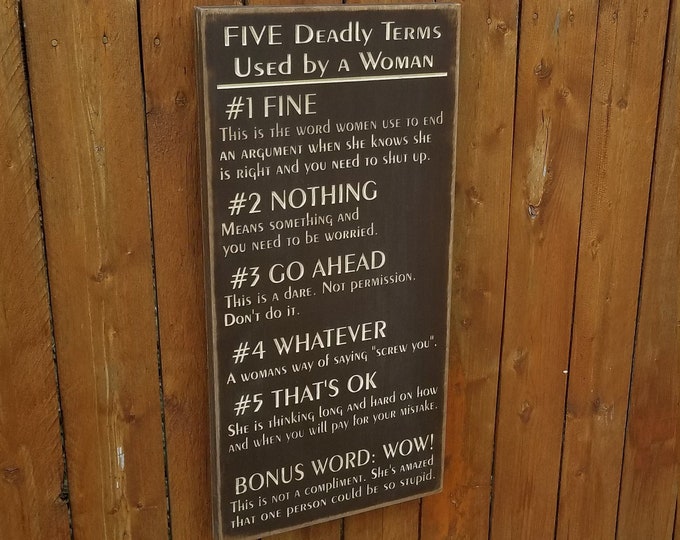 FIVE Deadly Terms
Used by a Woman
#1 FINE
This is the word women use to end
an argument when she knows she
is right and you need to shut up.
#2 NOTHING
Means something and
you need to be worried.
#3 GO AHEAD
This is a dare. Not permission.
Don't do it.
#4 WHATEVER
A womans way of saying "screw you".
#5 THAT'S OK
She is thinking long and hard on how
and when you will pay for your mistake.
BONUS WORD: WOW!
This is not a compliment. She's amazed
that one person could be so stupid.